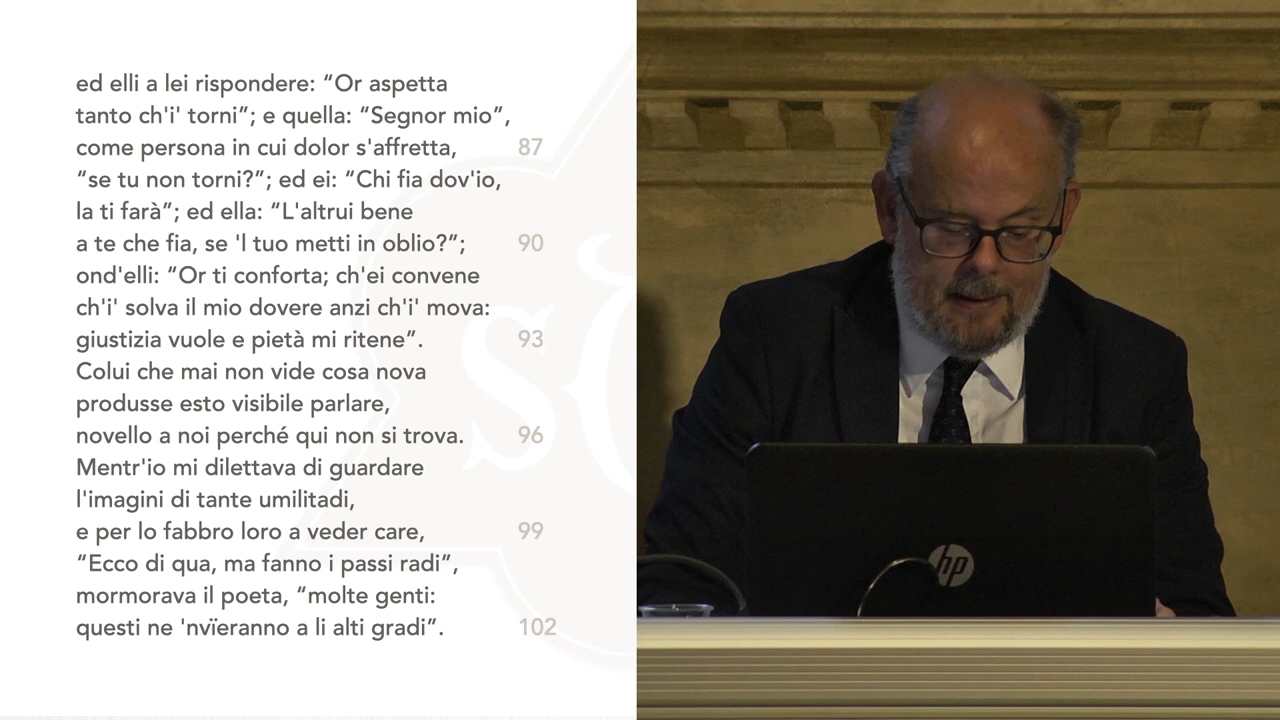 ed elli a lei rispondere: “Or aspetta
tanto ch'i' torni”; e quella: “Segnor mio”,
come persona in cui dolor s'affretta, 87
“se tu non torni?”; ed ei: “Chi fia dov'io,
la ti farà”; ed ella: “L'altrui bene
a te che fia, se 'l tuo metti in oblio?”; 90
ond'elli: “Or ti conforta; ch'ei convene
ch'i' solva il mio dovere anzi ch'i' mova:
giustizia vuole e pietà mi ritene”. 93
Colui che mai non vide cosa nova
produsse esto visibile parlare,
novello a noi perché qui non si trova. 96
Mentr'io mi dilettava di guardare
l'imagini di tante umilitadi,
e per lo fabbro loro a veder care, 99
“Ecco di qua, ma fanno i passi radi”,
mormorava il poeta, “molte genti:
questi ne 'nvïeranno a li alti gradi”. 102
hp